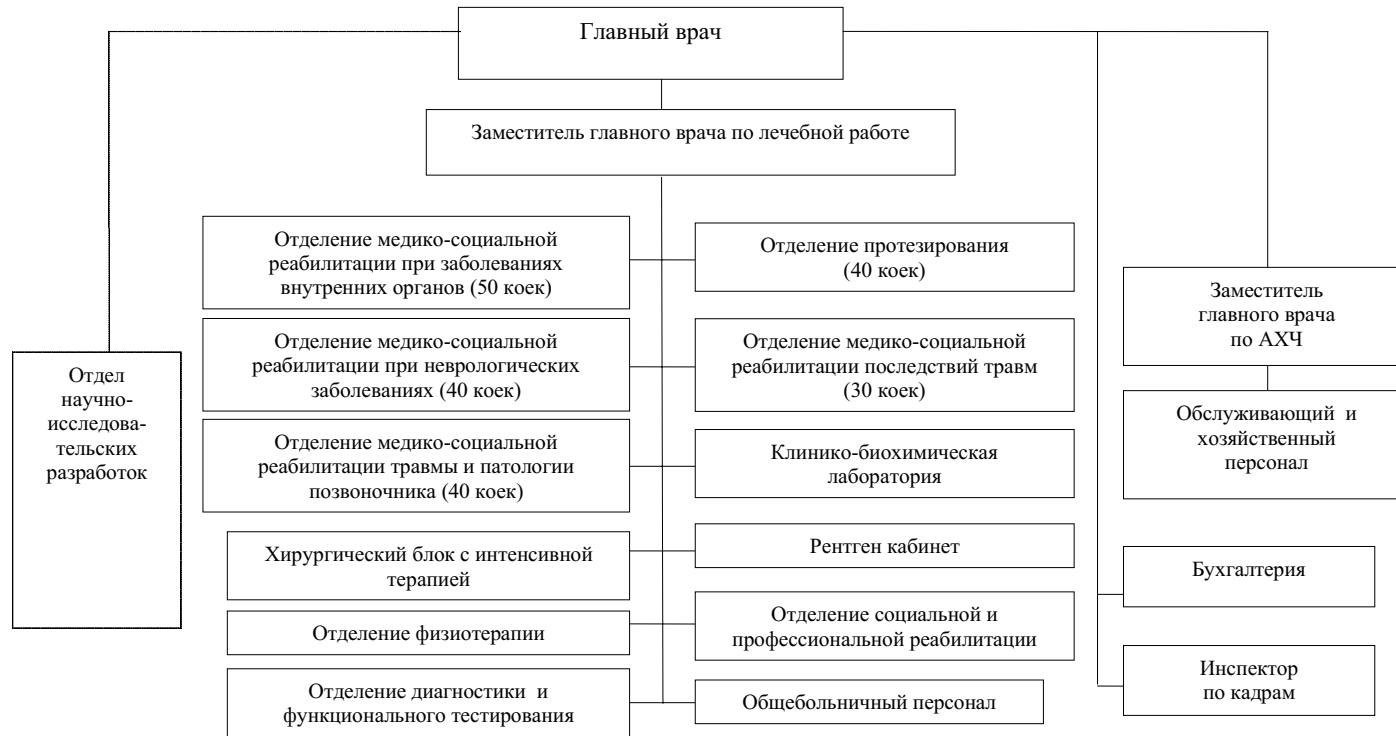 Главный врач
Заместитель главного врача по лечебной работе
Отделение медико-социальной
реабилитации при заболеваниях
внутренних органов (50 коек)
Отделение протезирования
(40 коек)
Отделение медико-социальной
реабилитации при неврологических
заболеваниях (40 коек)
Отделение медико-социальной
реабилитации последствий травм
(30 коек)
Отделение медико-социальной
реабилитации травмы и патологии
позвоночника (40 коек)
Клинико-биохимическая
лаборатория
Хирургический блок с интенсивной
терапией
Рентген кабинет
Отделение физиотерапии
Отделение социальной и
профессиональной реабилитации
Отделение диагностики и
функционального тестирования
Общебольничный персонал
Отдел
научно-
исследова-
тельских
разработок
Заместитель
главного врача
по АХЧ
Обслуживающий и
хозяйственный
персонал
Бухгалтерия
Инспектор
по кадрам